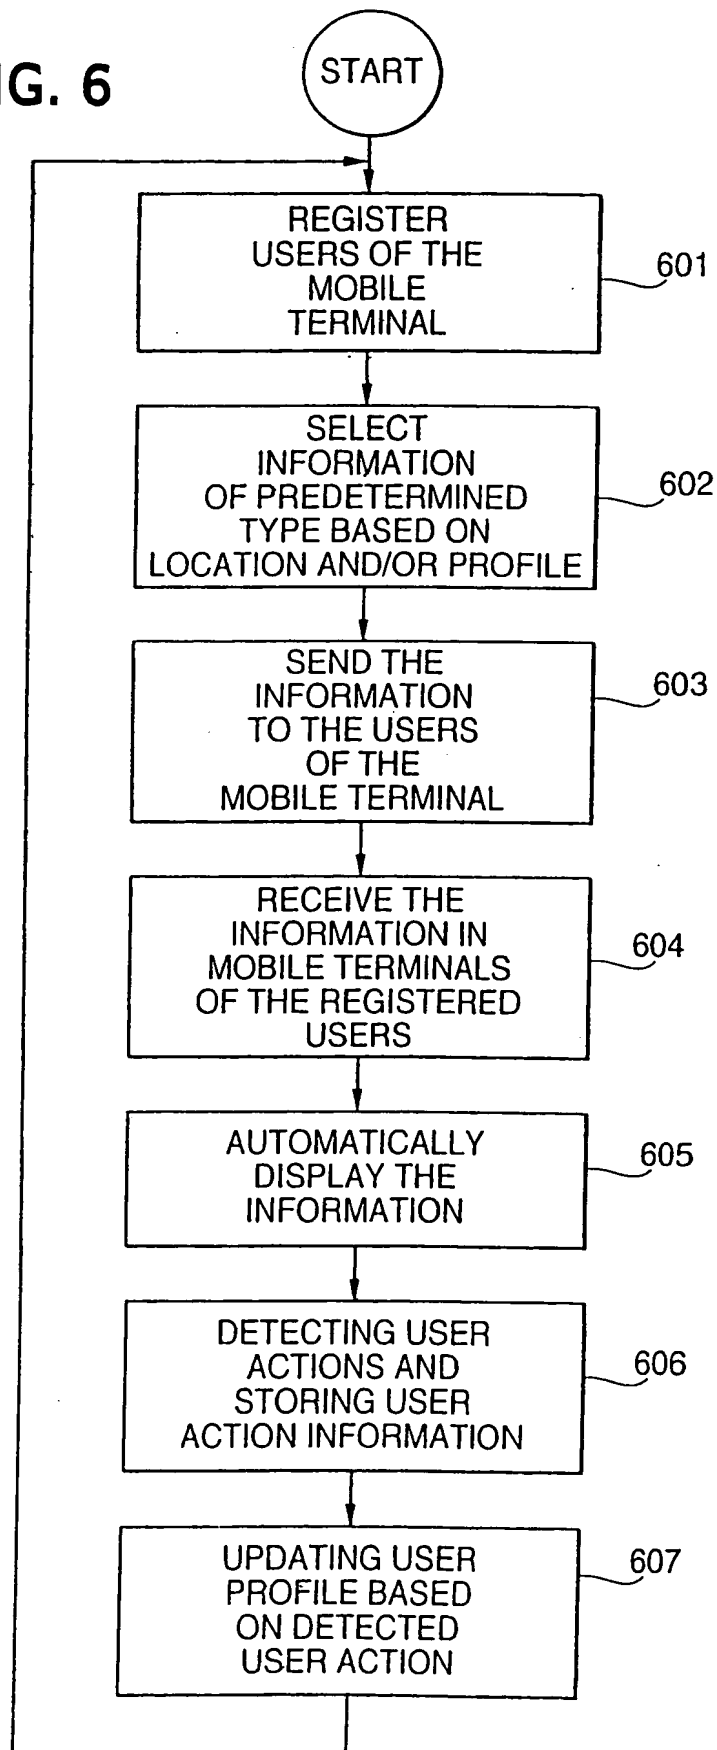 IG. 6
START
REGISTER
USERS OF THE
MOBILE
TERMINAL
601
SELECT
INFORMATION
OF PREDETERMINED
TYPE BASED ON
LOCATION AND/OR PROFILE
602
SEND THE
INFORMATION
TO THE USERS
OF THE
MOBILE TERMINAL
603
RECEIVE THE
INFORMATION IN
MOBILE TERMINALS
OF THE REGISTERED
USERS
604
AUTOMATICALLY
DISPLAY THE
INFORMATION
605
DETECTING USER
ACTIONS AND
STORING USER
ACTION INFORMATION
606
UPDATING USER
PROFILE BASED
ON DETECTED
USER ACTION
607